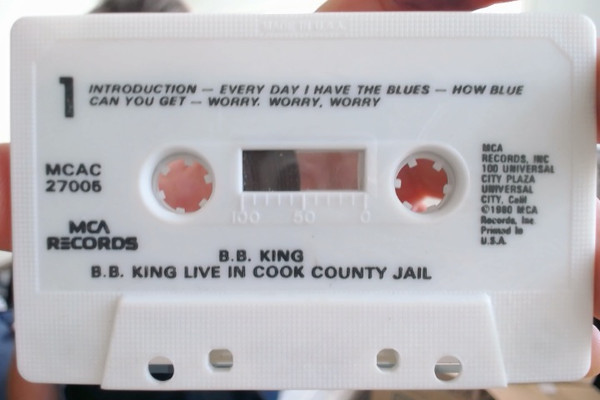 1
INTRODUCTION — EVERY DAY I HAVE THE BLUES — HOW BLUE
CAN YOU GET — WORRY. WORRY, WORRY
MCAC
27005
MCA
RECORDS
100 50 0
MCA
RECORDS, INC
100 UNIVERSAL
CITY PLAZA
UNIVERSAL
CITY, Calif
©1980 MCA
Records, Inc.
Printed in
U.S.A.
B.B. KING
B.B. KING LIVE IN COOK COUNTY JAIL